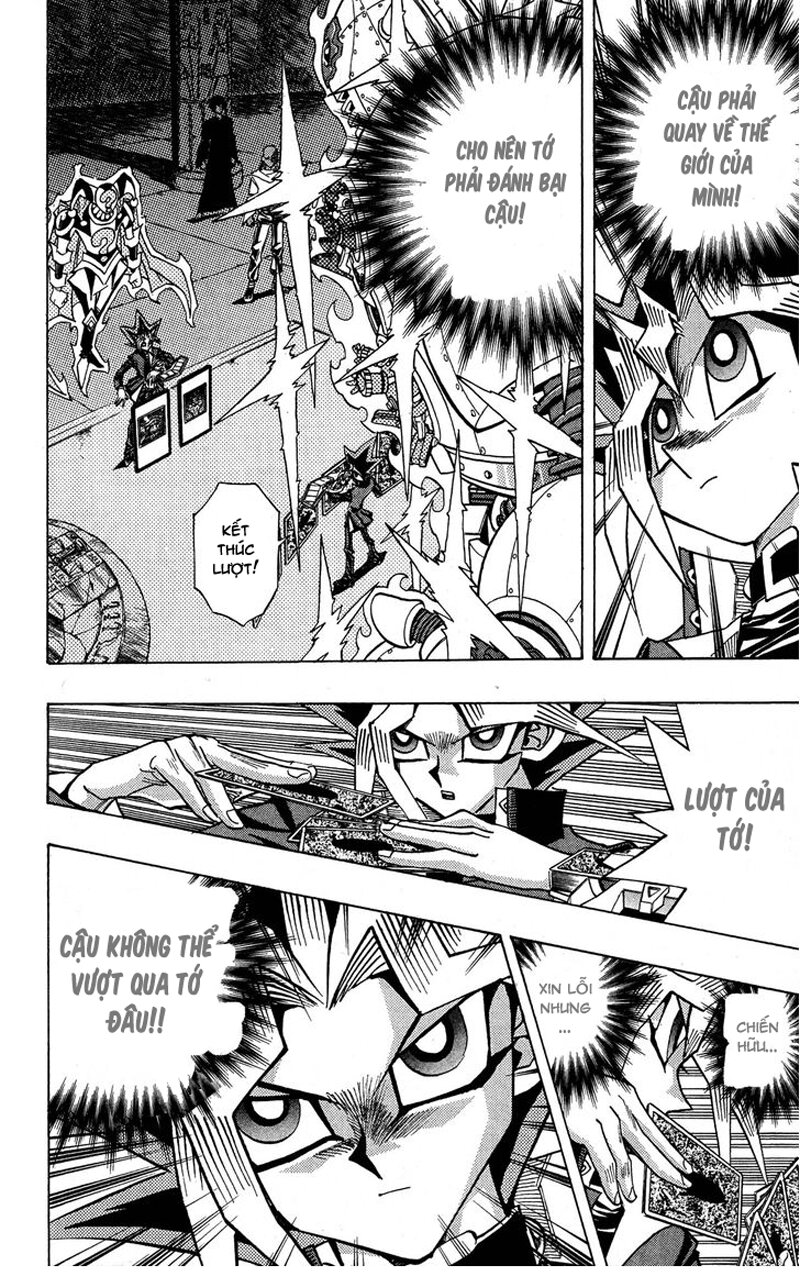 CẬU PHẢI
QUAY VỀ THẾ
GIỚI CỦA
MÌNH!
CHO NÊN TỚ
PHẢI ĐÁNH BẠI
CẬU!
KẾT
THÚC
LƯỢT!
LƯỢT CỦA
TỚ!
CHIẾN
HỮU...
XIN LỖI
NHƯNG
...
CẬU KHÔNG THỂ
VƯỢT QUA TỚ
ĐÂU!!